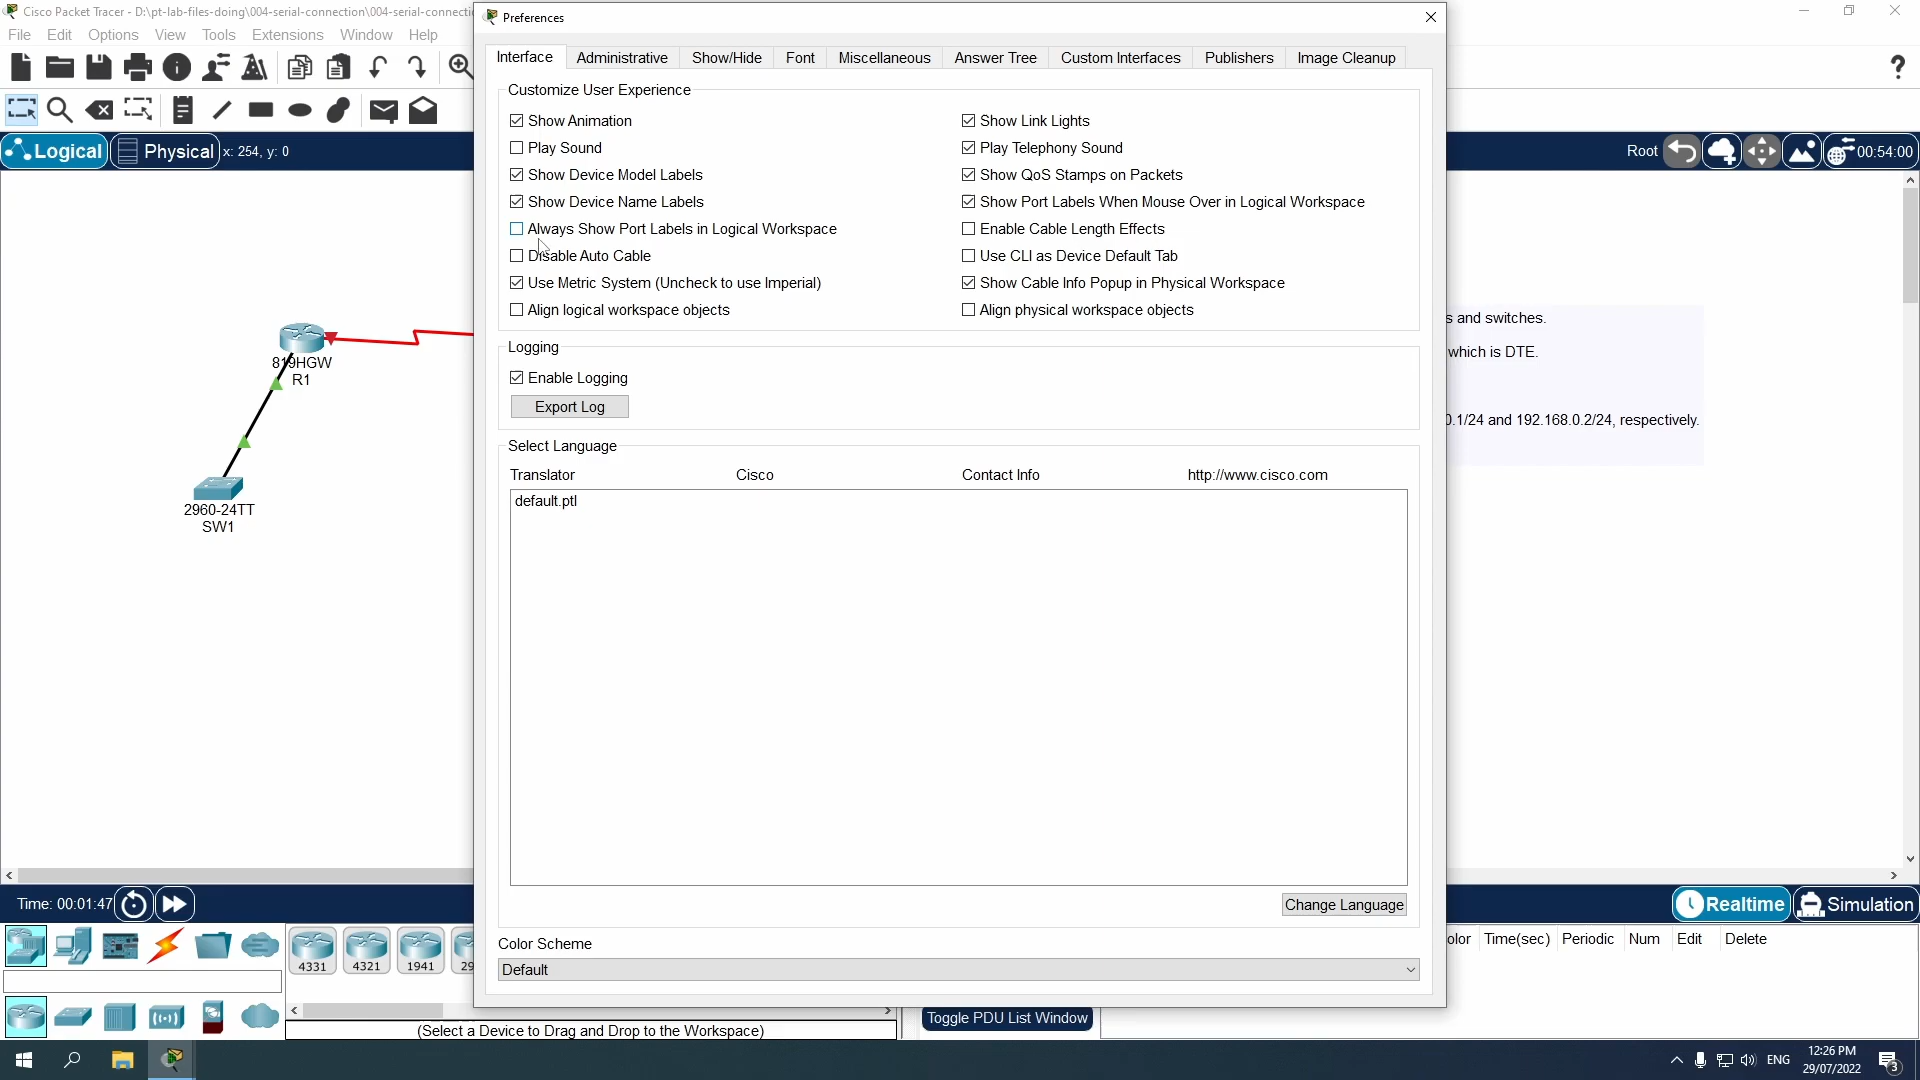 Cisco Packet Tracer - D:\pt-lab-files-doing\004-serial-connection\004-serial-connecti
Preferences
File Edit Options View Tools Extensions Window Help
Interface Administrative Show/Hide Font Miscellaneous Answer Tree Custom Interfaces Publishers Image Cleanup
?
Customize User Experience
Show Animation
Show Link Lights
Play Sound
Play Telephony Sound
Show Device Model Labels
Show QoS Stamps on Packets
Show Device Name Labels
Show Port Labels When Mouse Over in Logical Workspace
Always Show Port Labels in Logical Workspace
Enable Cable Length Effects
Disable Auto Cable
Use CLI as Device Default Tab
Use Metric System (Uncheck to use Imperial)
Show Cable Info Popup in Physical Workspace
Align logical workspace objects
Align physical workspace objects
Logical
Physical
x: 254, y: 0
Root
00:54:00
819HGW
R1
2960-24TT
SW1
s and switches.
which is DTE.
0.1/24 and 192.168.0.2/24, respectively.
Logging
Enable Logging
Export Log
Select Language
Translator Cisco Contact Info http://www.cisco.com
default.ptl
Change Language
Color Scheme
Default
Time: 00:01:47
Realtime
Simulation
4331 4321 1941 29
(Select a Device to Drag and Drop to the Workspace)
Toggle PDU List Window
olor Time(sec) Periodic Num Edit Delete
ENG
12:26 PM
29/07/2022
3